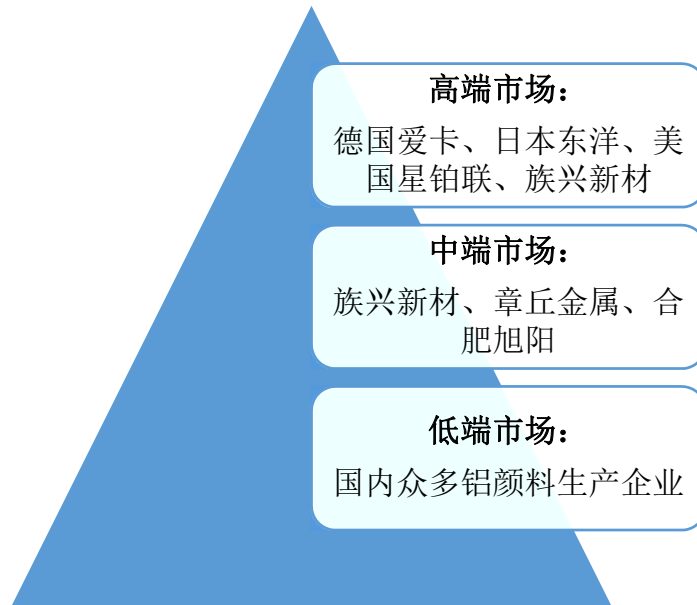 高端市场：
德国爱卡、日本东洋、美
国星铂联、族兴新材
中端市场：
族兴新材、章丘金属、合
肥旭阳
低端市场：
国内众多铝颜料生产企业